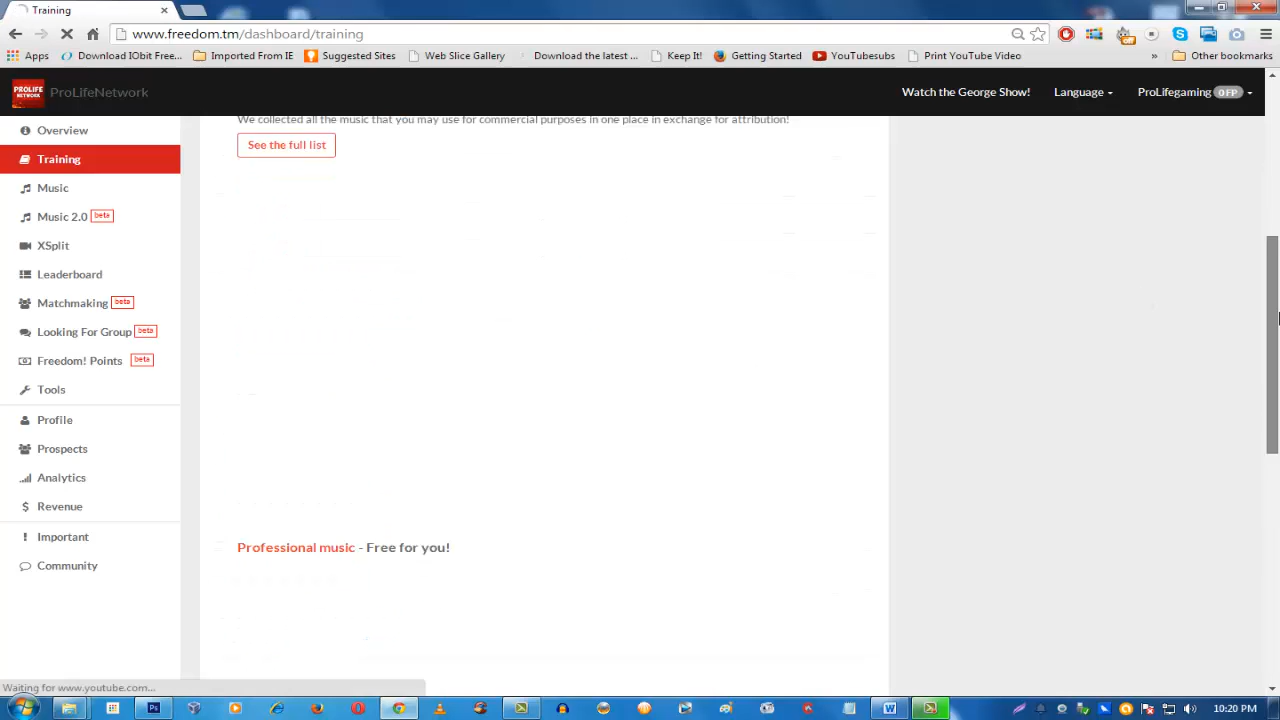 Training
www.freedom.tm/dashboard/training
Apps
Download IObit Free...
Imported From IE
Suggested Sites
Web Slice Gallery
Download the latest ...
Keep It!
Getting Started
YouTubesubs
Print YouTube Video
»
Other bookmarks
PROLIFE
NETWORK
ProLifeNetwork
Watch the George Show!
Language
ProLifegaming 0 FP
Overview
Training
Music
Music 2.0 beta
XSplit
Leaderboard
Matchmaking beta
Looking For Group beta
Freedom! Points beta
Tools
Profile
Prospects
Analytics
Revenue
Important
Community
We collected all the music that you may use for commercial purposes in one place in exchange for attribution!
See the full list
Professional music - Free for you!
Waiting for www.youtube.com...
10:20 PM